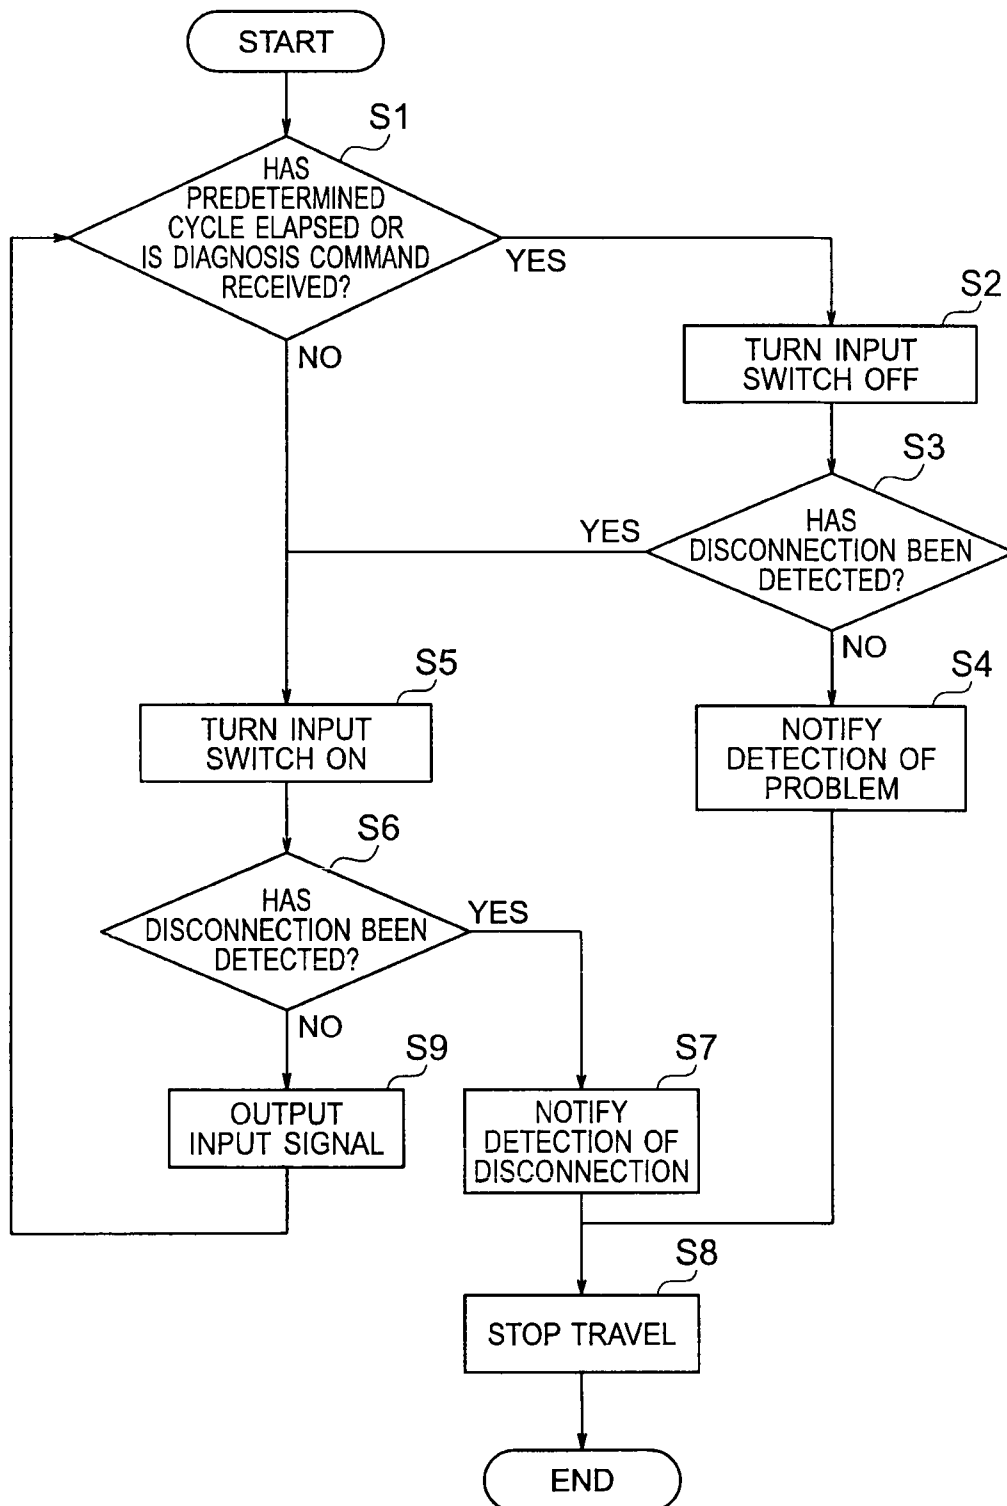 START
S1
HAS
PREDETERMINED
CYCLE ELAPSED OR
IS DIAGNOSIS COMMAND
RECEIVED?
YES
NO
S2
TURN INPUT
SWITCH OFF
S3
HAS
DISCONNECTION BEEN
DETECTED?
YES
NO
S4
NOTIFY
DETECTION OF
PROBLEM
S5
TURN INPUT
SWITCH ON
S6
HAS
DISCONNECTION BEEN
DETECTED?
YES
NO
S9
OUTPUT
INPUT SIGNAL
S7
NOTIFY
DETECTION OF
DISCONNECTION
S8
STOP TRAVEL
END